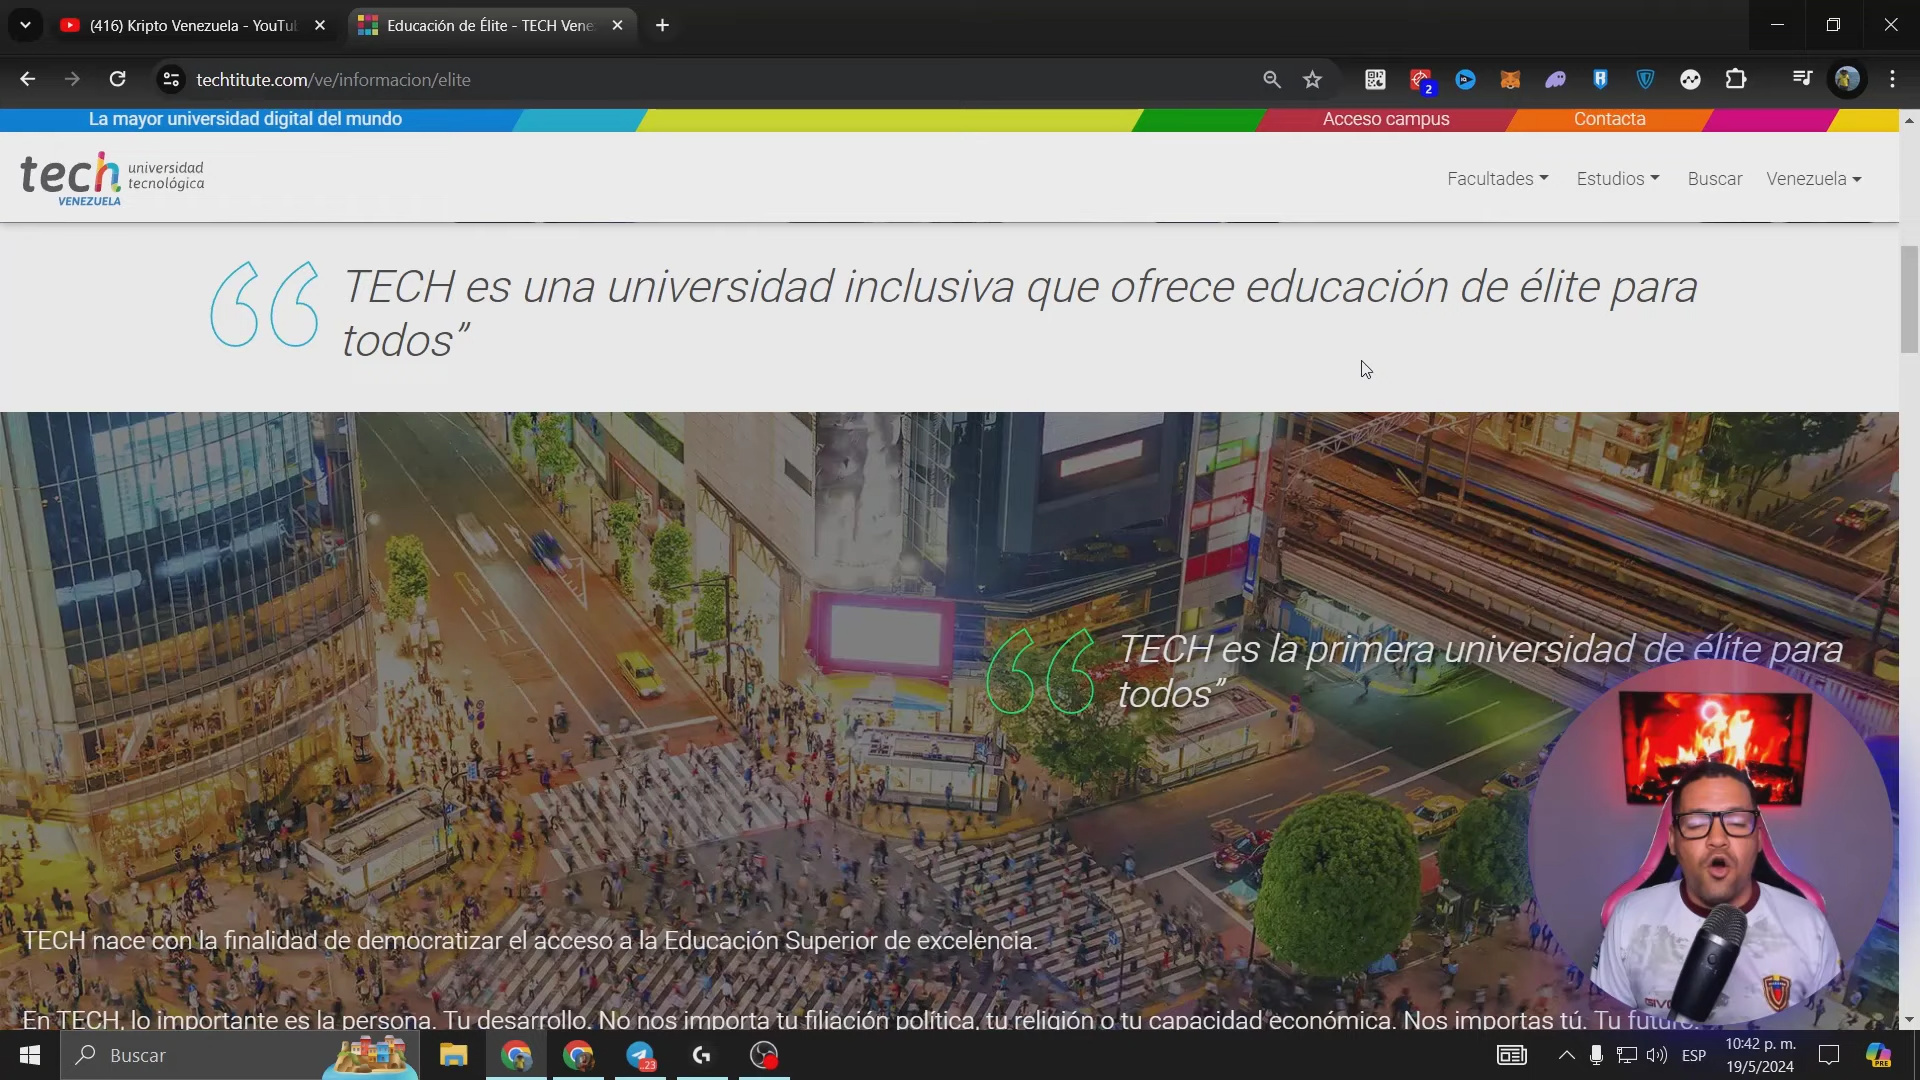 (416) Kripto Venezuela - YouTu
Educación de Élite - TECH Vene
techtitute.com/ve/informacion/elite
2
La mayor universidad digital del mundo
Acceso campus
Contacta
tech universidad tecnológica
VENEZUELA
Facultades
Estudios
Buscar
Venezuela
TECH es una universidad inclusiva que ofrece educación de élite para
todos”
TECH es la primera universidad de élite para
todos”
TECH nace con la finalidad de democratizar el acceso a la Educación Superior de excelencia.
En TECH, lo importante es la persona. Tu desarrollo. No nos importa tu filiación política, tu religión o tu capacidad económica. Nos importas tú. Tu futuro.
Buscar
23
ESP
10:42 p. m.
19/5/2024
PRE